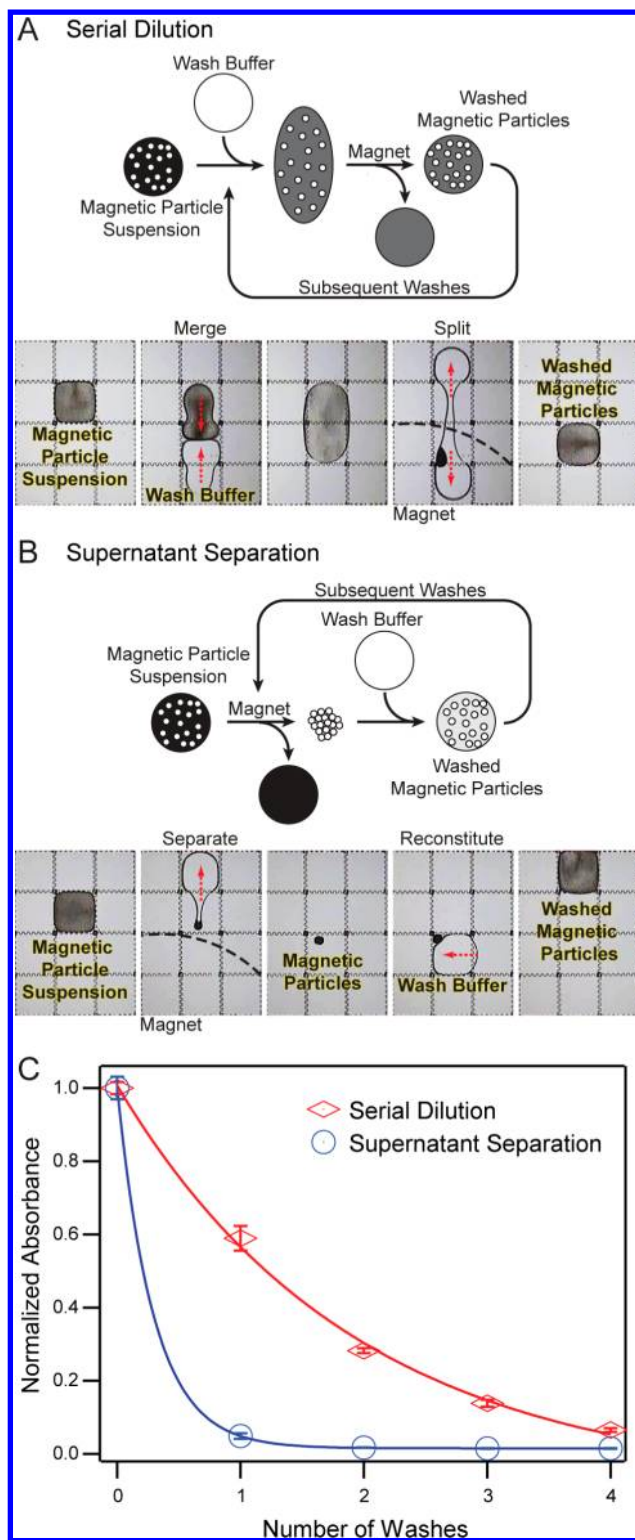 A Serial Dilution
Wash Buffer
Washed
Magnetic Particles
Magnet
Magnetic Particle
Suspension
Subsequent Washes
Merge
Split
Magnetic
Particle
Suspension
Wash Buffer
Washed
Magnetic
Particles
Magnet
B Supernatant Separation
Subsequent Washes
Wash Buffer
Magnetic Particle
Suspension
Magnet
Washed
Magnetic Particles
Separate
Reconstitute
Magnetic
Particle
Suspension
Magnetic
Particles
Wash Buffer
Washed
Magnetic
Particles
Magnet
C
Serial Dilution
Supernatant Separation
Normalized Absorbance
1.0
0.8
0.6
0.4
0.2
0.0
0 1 2 3 4
Number of Washes